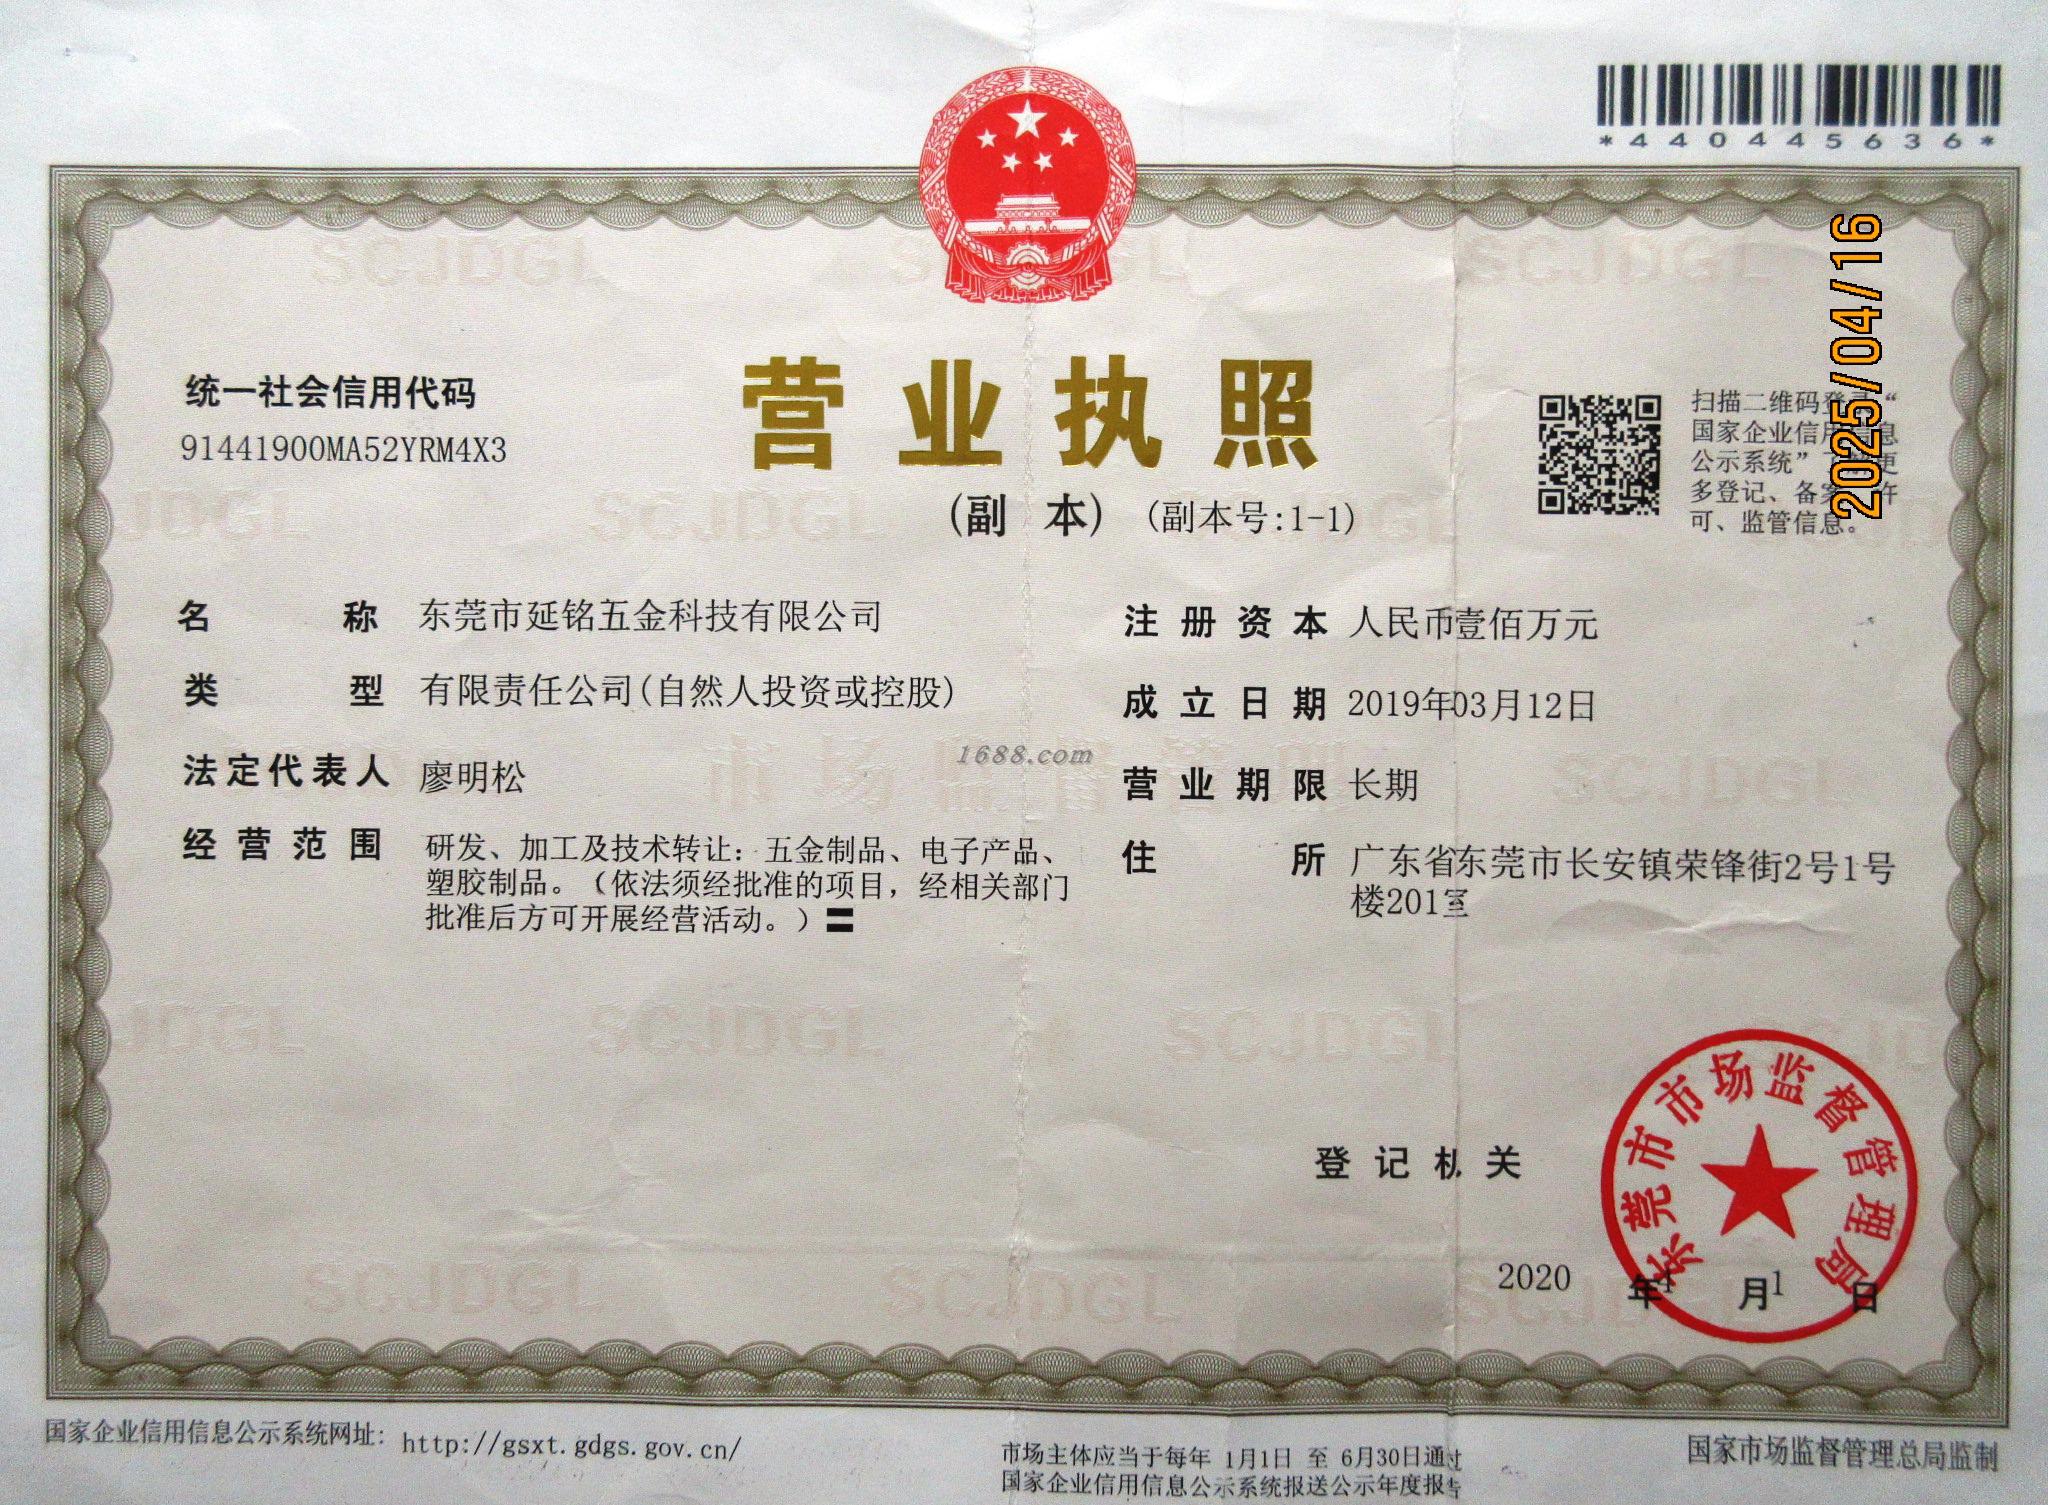 *440445636*
2025/04/16
统一社会信用代码
91441900MA52YRM4X3
营业执照
(副 本) (副本号:1-1)
扫描二维码登录“
国家企业信用信息
公示系统”了解更
多登记、备案、许
可、监管信息。
名称 东莞市延铭五金科技有限公司
类型 有限责任公司(自然人投资或控股)
法定代表人 廖明松
经营范围 研发、加工及技术转让：五金制品、电子产品、
塑胶制品。（依法须经批准的项目，经相关部门
批准后方可开展经营活动。）〓
注册资本 人民币壹佰万元
成立日期 2019年03月12日
营业期限 长期
住所 广东省东莞市长安镇荣锋街2号1号
楼201室
1688.com
登记机关
东莞市市场监督管理局
2020 年 月1 日
国家企业信用信息公示系统网址：http://gsxt.gdgs.gov.cn/
市场主体应当于每年 1月1日 至 6月30日通过
国家企业信用信息公示系统报送公示年度报告
国家市场监督管理总局监制
SCJDGL
市场监督管理